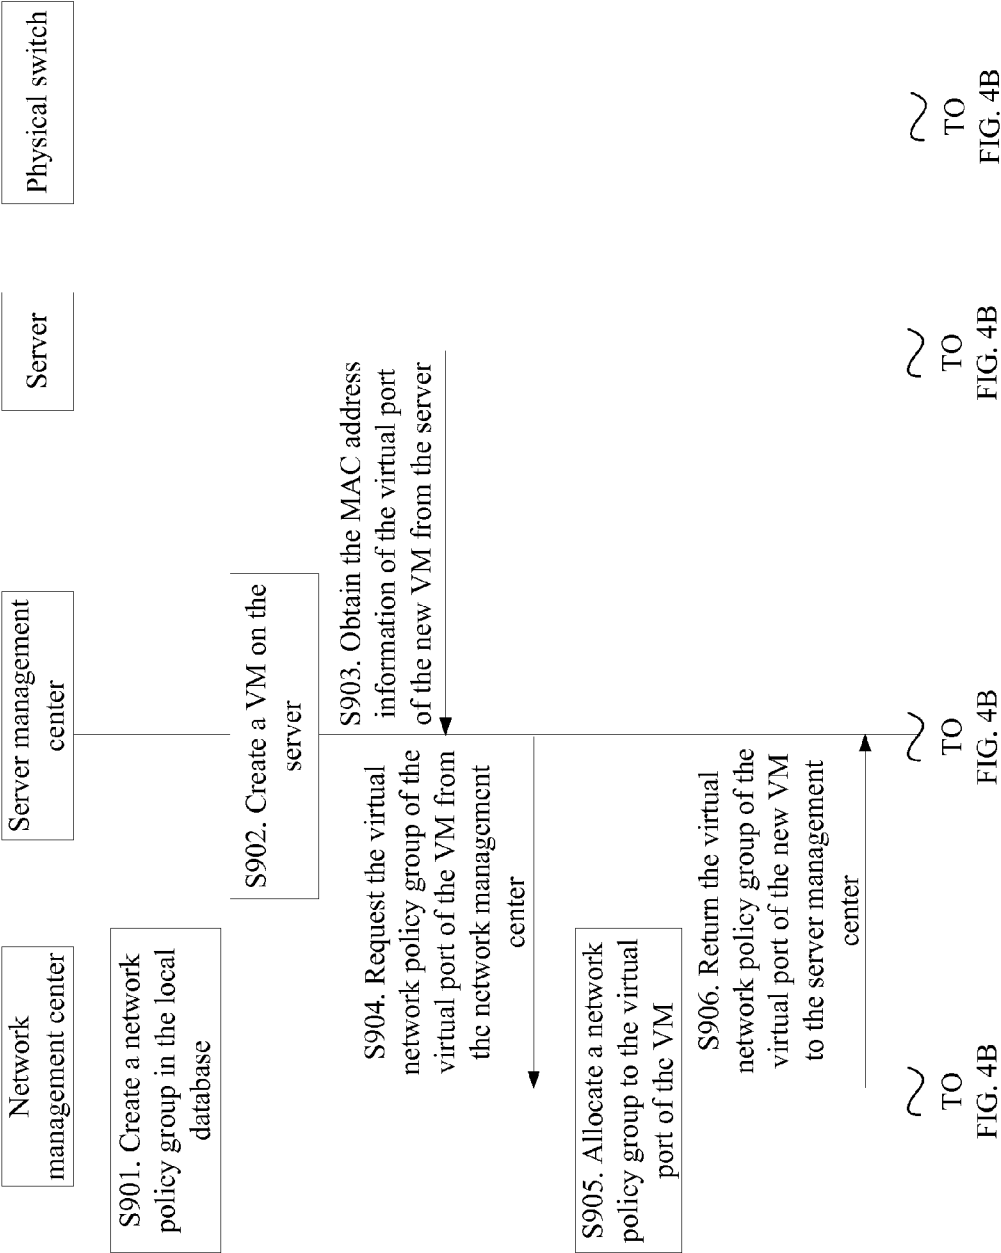 Network
management center
Server management
center
Server
Physical switch
S901. Create a network
policy group in the local
database
S902. Create a VM on the
server
S903. Obtain the MAC address
information of the virtual port
of the new VM from the server
S904. Request the virtual
network policy group of the
virtual port of the VM from
the network management
center
S905. Allocate a network
policy group to the virtual
port of the VM
S906. Return the virtual
network policy group of the
virtual port of the new VM
to the server management
center
TO
FIG. 4B
TO
FIG. 4B
TO
FIG. 4B
TO
FIG. 4B